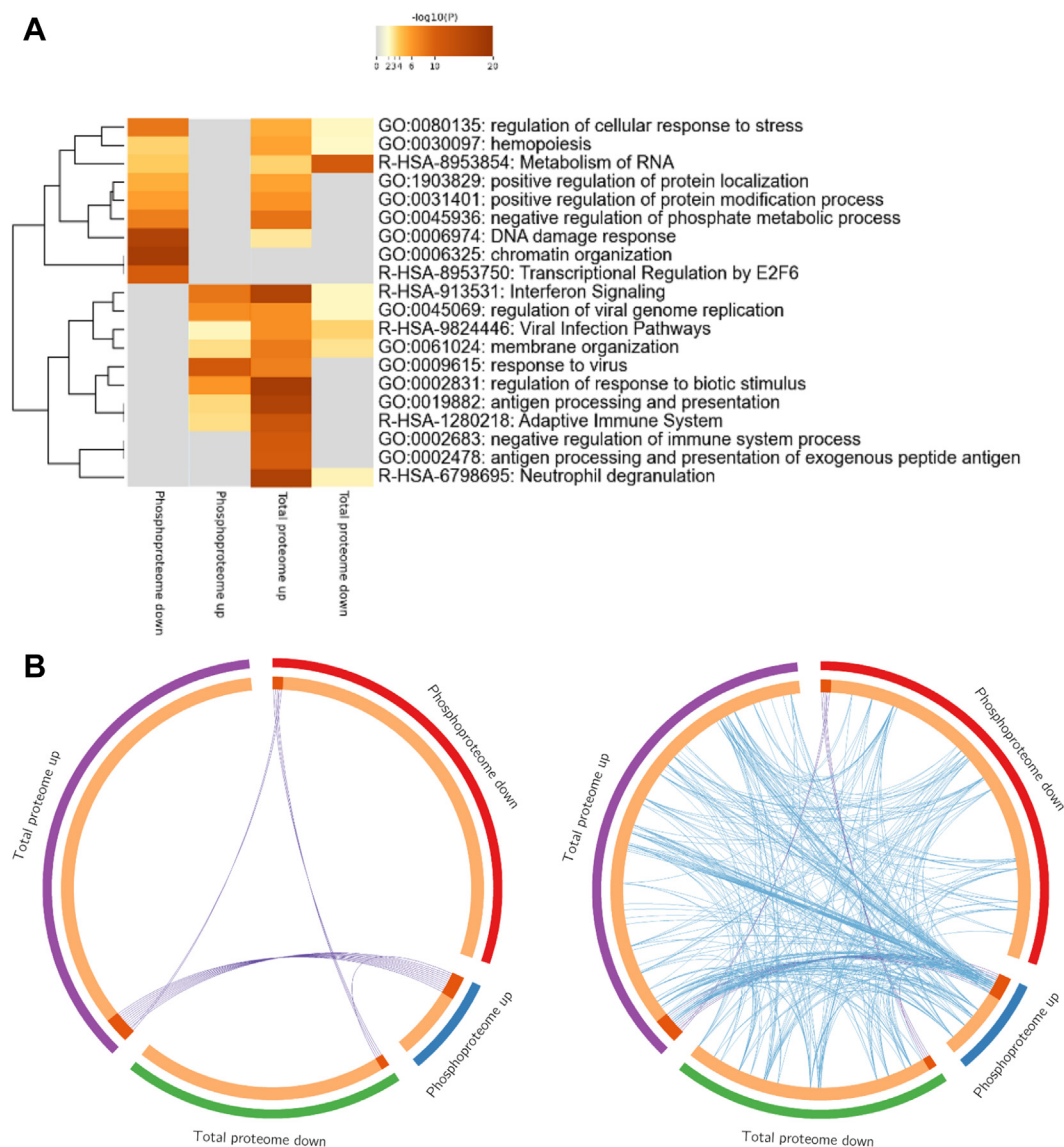 A
-log10(P)
0 2 3 4 6 10 20
GO:0080135: regulation of cellular response to stress
GO:0030097: hemopoiesis
R-HSA-8953854: Metabolism of RNA
GO:1903829: positive regulation of protein localization
GO:0031401: positive regulation of protein modification process
GO:0045936: negative regulation of phosphate metabolic process
GO:0006974: DNA damage response
GO:0006325: chromatin organization
R-HSA-8953750: Transcriptional Regulation by E2F6
R-HSA-913531: Interferon Signaling
GO:0045069: regulation of viral genome replication
R-HSA-9824446: Viral Infection Pathways
GO:0061024: membrane organization
GO:0009615: response to virus
GO:0002831: regulation of response to biotic stimulus
GO:0019882: antigen processing and presentation
R-HSA-1280218: Adaptive Immune System
GO:0002683: negative regulation of immune system process
GO:0002478: antigen processing and presentation of exogenous peptide antigen
R-HSA-6798695: Neutrophil degranulation
Phosphoproteome down
Phosphoproteome up
Total proteome up
Total proteome down
B
Total proteome up
Phosphoproteome down
Phosphoproteome up
Total proteome down
Total proteome up
Phosphoproteome down
Phosphoproteome up
Total proteome down